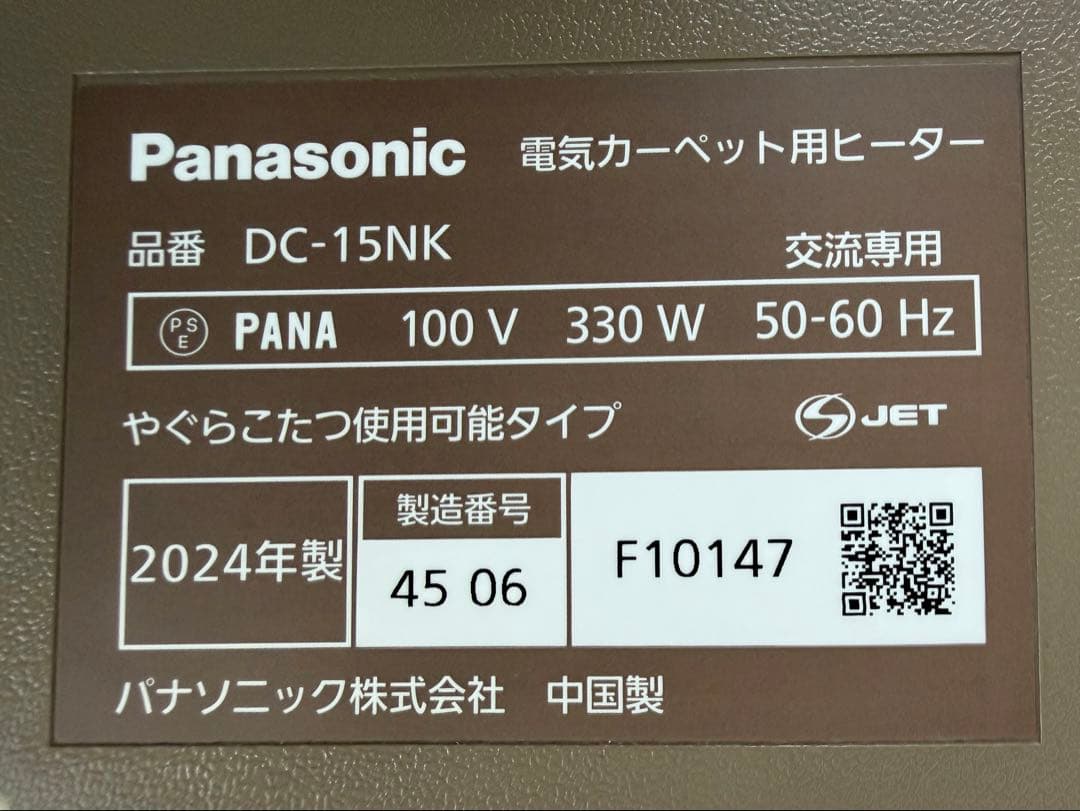 Panasonic 電気カーペット用ヒーター
品番 DC-15NK 交流専用
PSE PANA 100 V 330 W 50-60 Hz
やぐらこたつ使用可能タイプ S JET
2024年製
製造番号
45 06
F10147
パナソニック株式会社 中国製